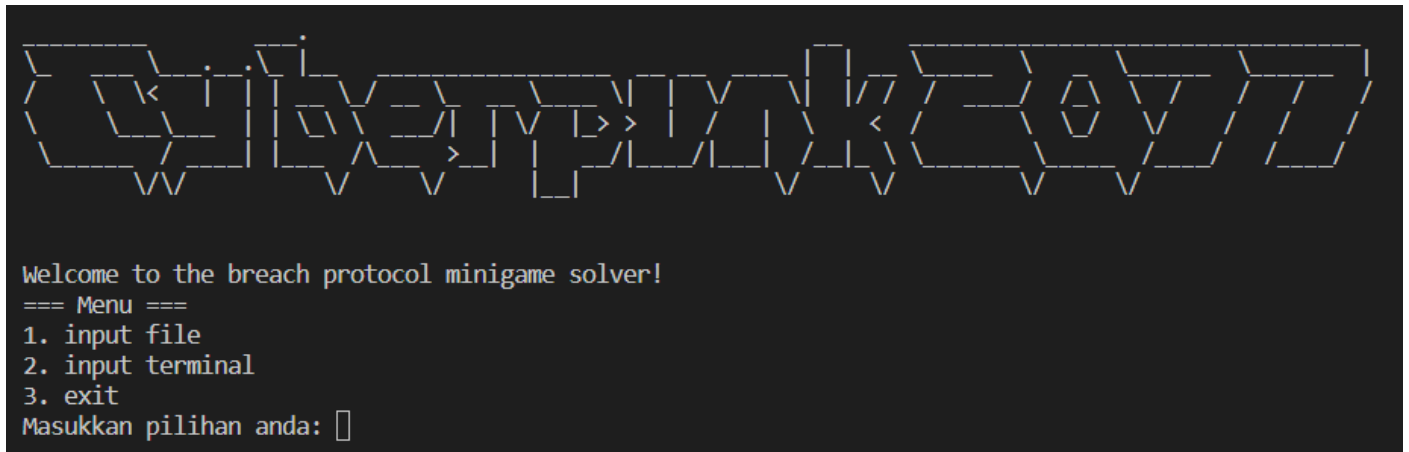 Cyberpunk 2077
Welcome to the breach protocol minigame solver!
=== Menu ===
1. input file
2. input terminal
3. exit
Masukkan pilihan anda: